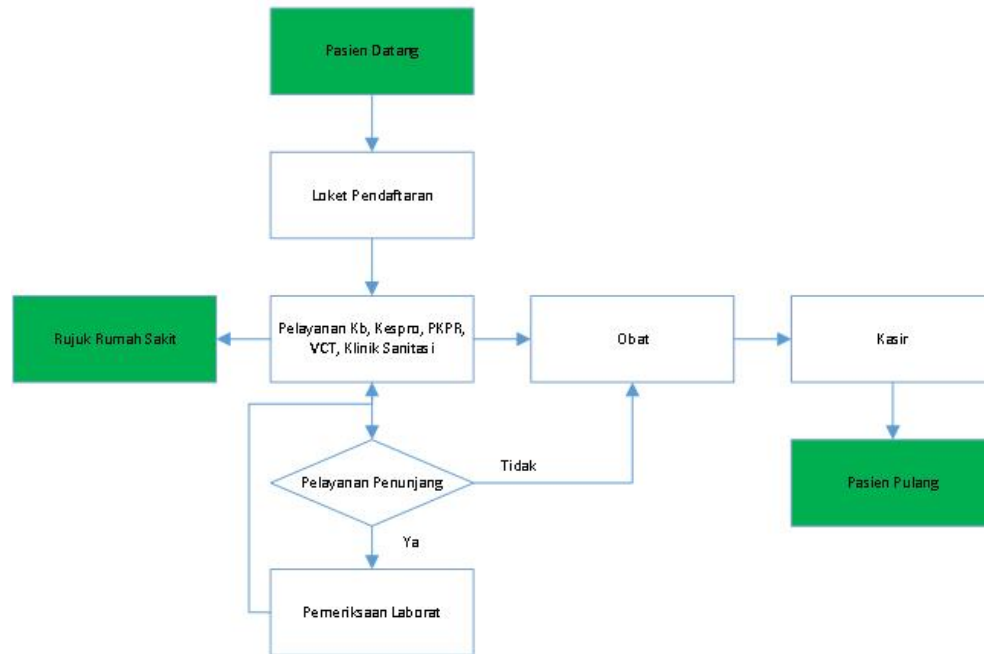 Pasien Datang
Loket Pendaftaran
Rujuk Rumah Sakit
Pelayanan Kb, Kespro, PKPR,
VCT, Klinik Sanitasi
Obat
Kasir
Pelayanan Penunjang
Tidak
Pasien Pulang
Ya
Pemeriksaan Laborat